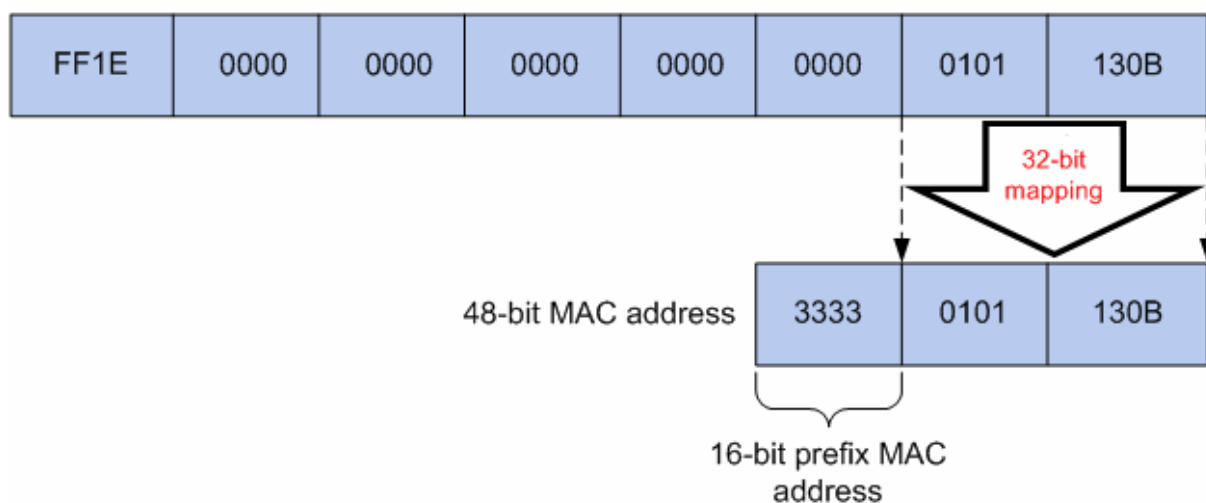 FF1E 0000 0000 0000 0000 0000 0101 130B
32-bit
mapping
48-bit MAC address 3333 0101 130B
16-bit prefix MAC
address